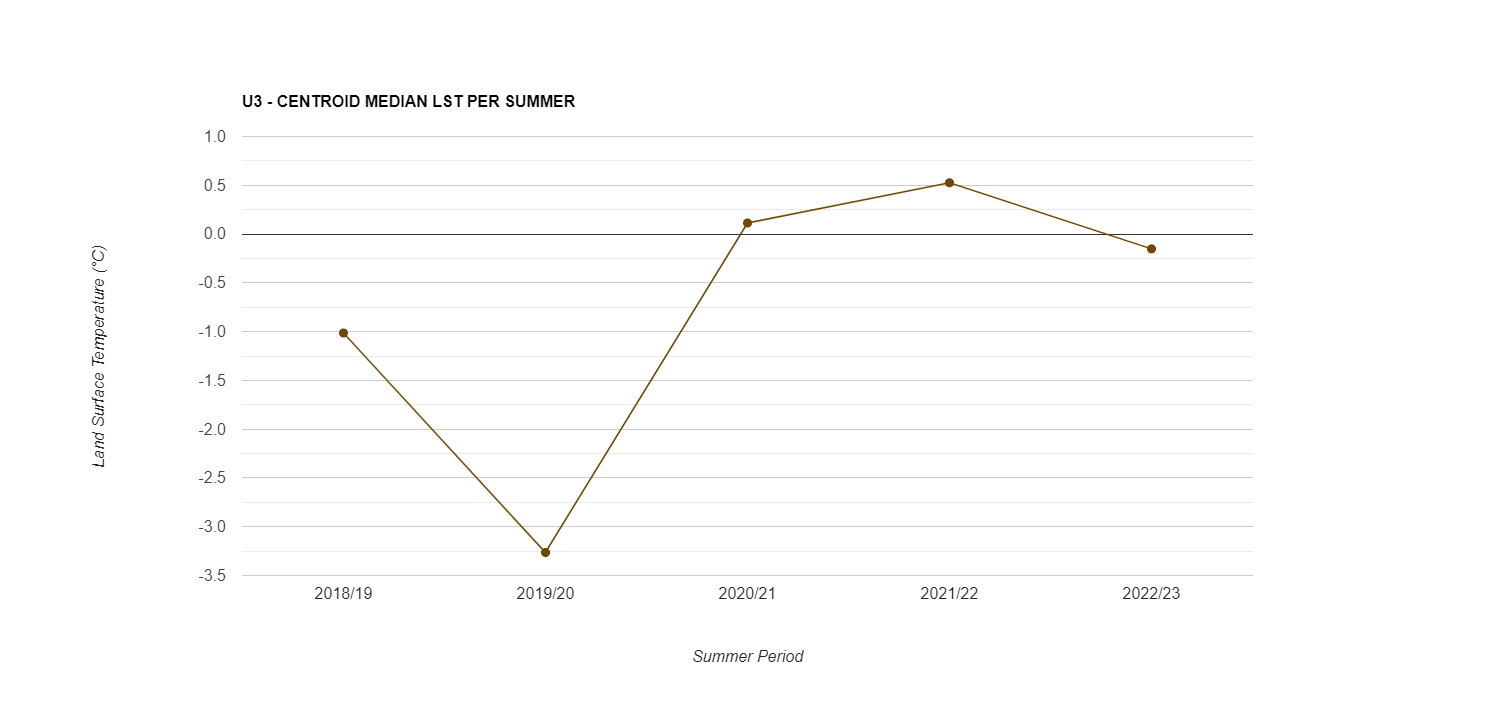 U3 - CENTROID MEDIAN LST PER SUMMER
1.0
0.5
0.0
-0.5
-1.0
-1.5
-2.0
-2.5
-3.0
-3.5
Land Surface Temperature (°C)
2018/19 2019/20 2020/21 2021/22 2022/23
Summer Period